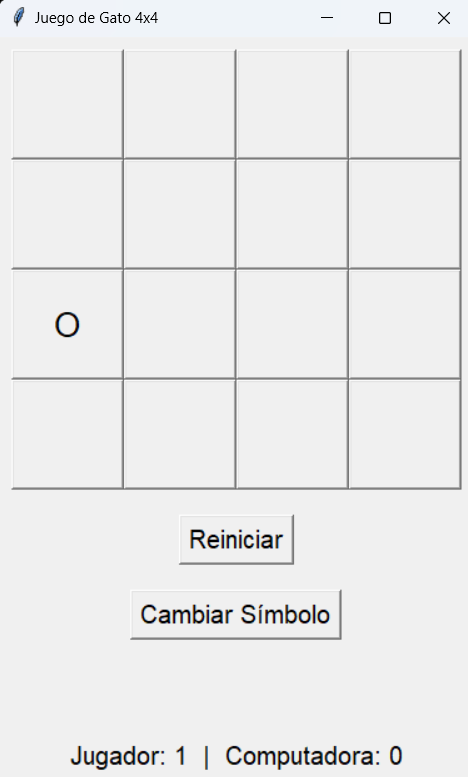 Juego de Gato 4x4
O
Reiniciar
Cambiar Símbolo
Jugador: 1 | Computadora: 0